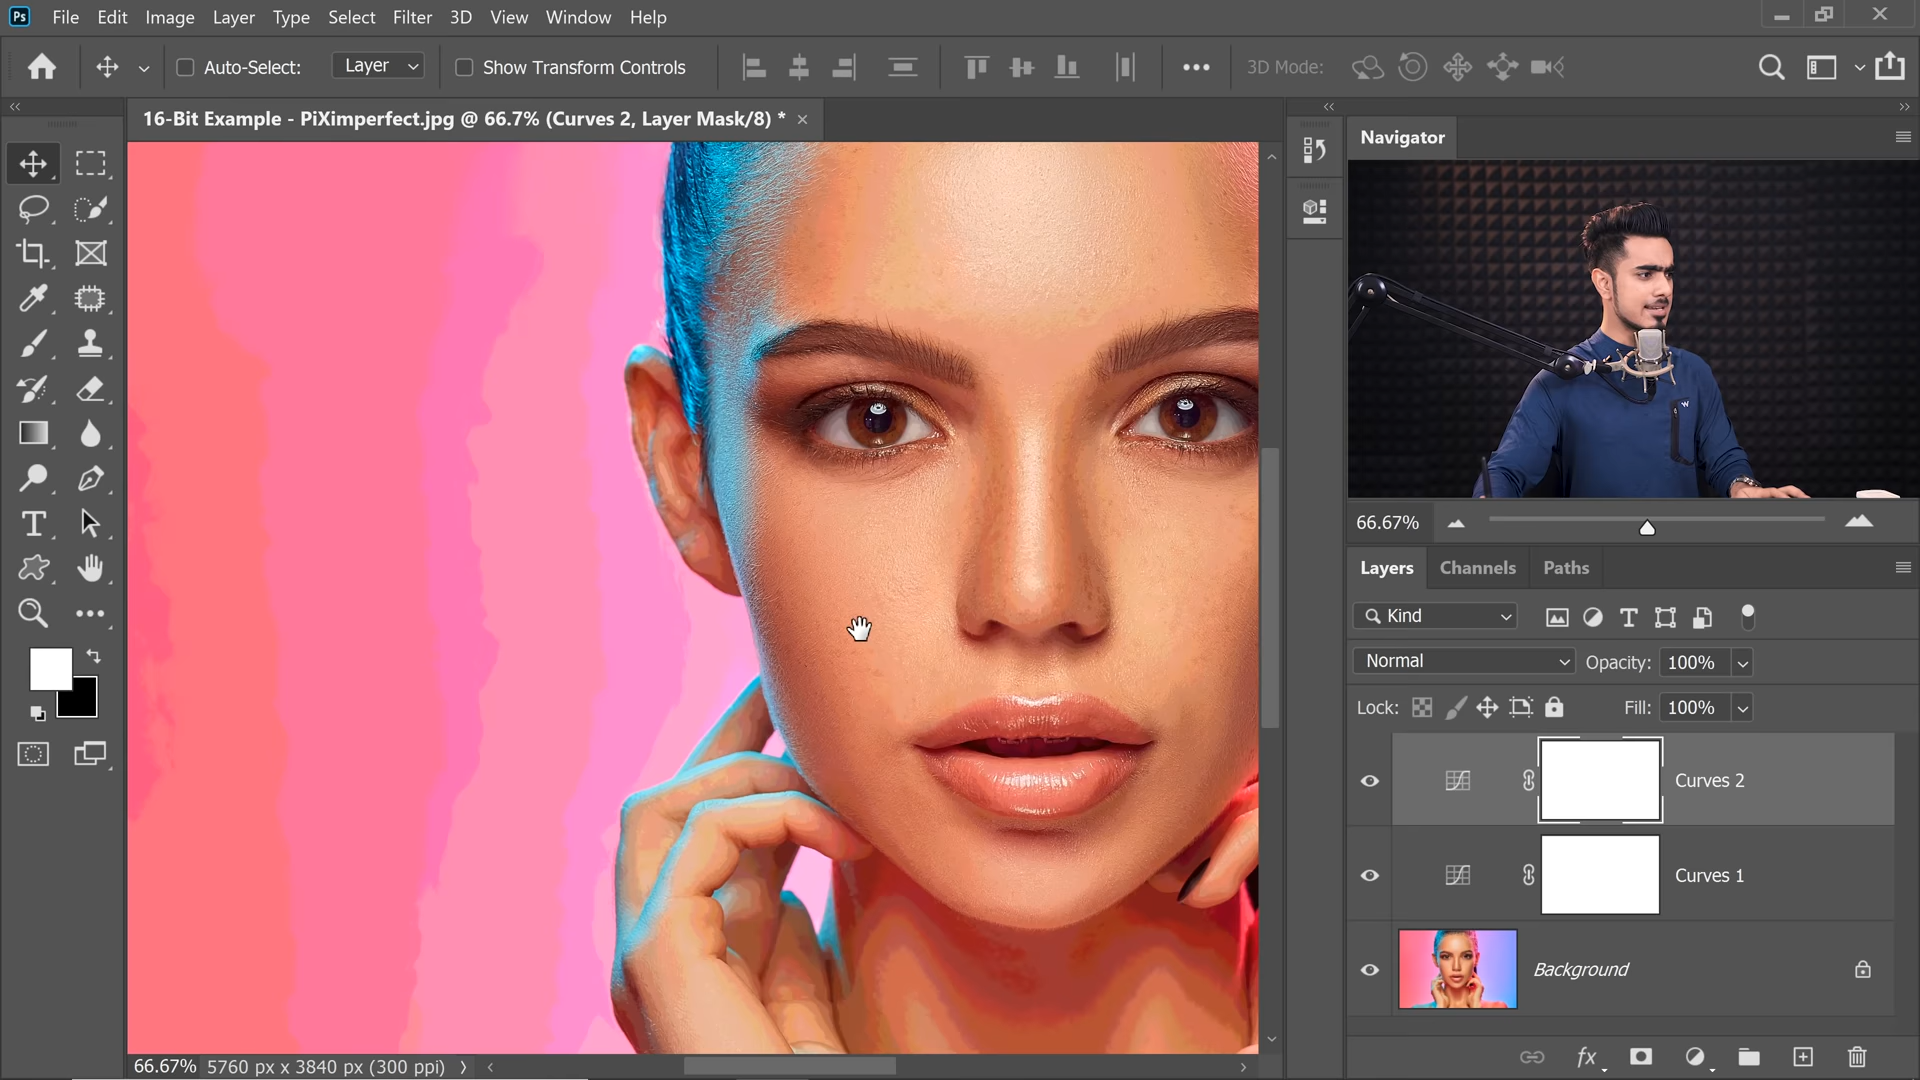 Ps File Edit Image Layer Type Select Filter 3D View Window Help
Auto-Select: Layer Show Transform Controls 3D Mode:
16-Bit Example - PiXimperfect.jpg @ 66.7% (Curves 2, Layer Mask/8) *
Navigator
66.67%
Layers Channels Paths
Kind
Normal Opacity: 100%
Lock: Fill: 100%
Curves 2
Curves 1
Background
fx
66.67% 5760 px x 3840 px (300 ppi)